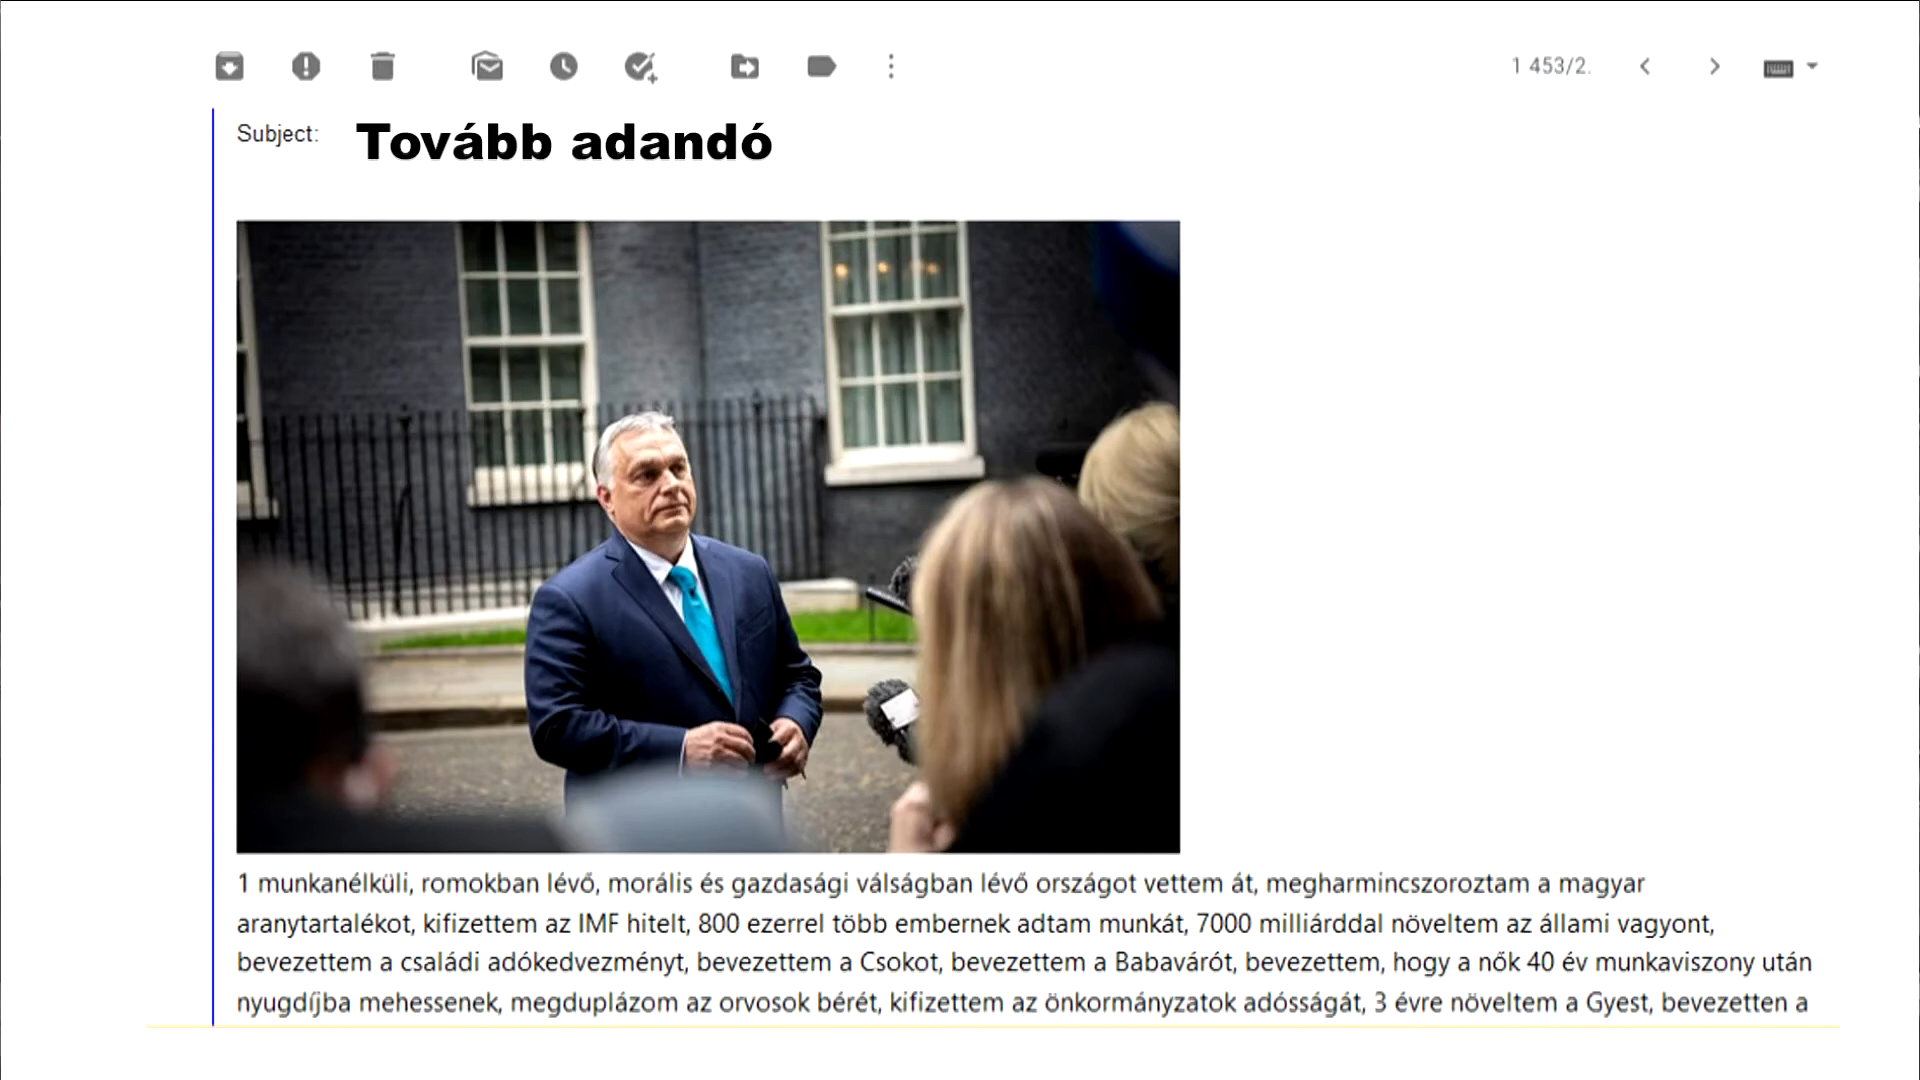 1 453/2.
Subject: Tovább adandó
1 munkanélküli, romokban lévő, morális és gazdasági válságban lévő országot vettem át, megharmincszoroztam a magyar
aranytartalékot, kifizettem az IMF hitelt, 800 ezerrel több embernek adtam munkát, 7000 milliárddal növeltem az állami vagyont,
bevezettem a családi adókedvezményt, bevezettem a Csokot, bevezettem a Babavárót, bevezettem, hogy a nők 40 év munkaviszony után
nyugdíjba mehessenek, megduplázom az orvosok bérét, kifizettem az önkormányzatok adósságát, 3 évre növeltem a Gyest, bevezetten a